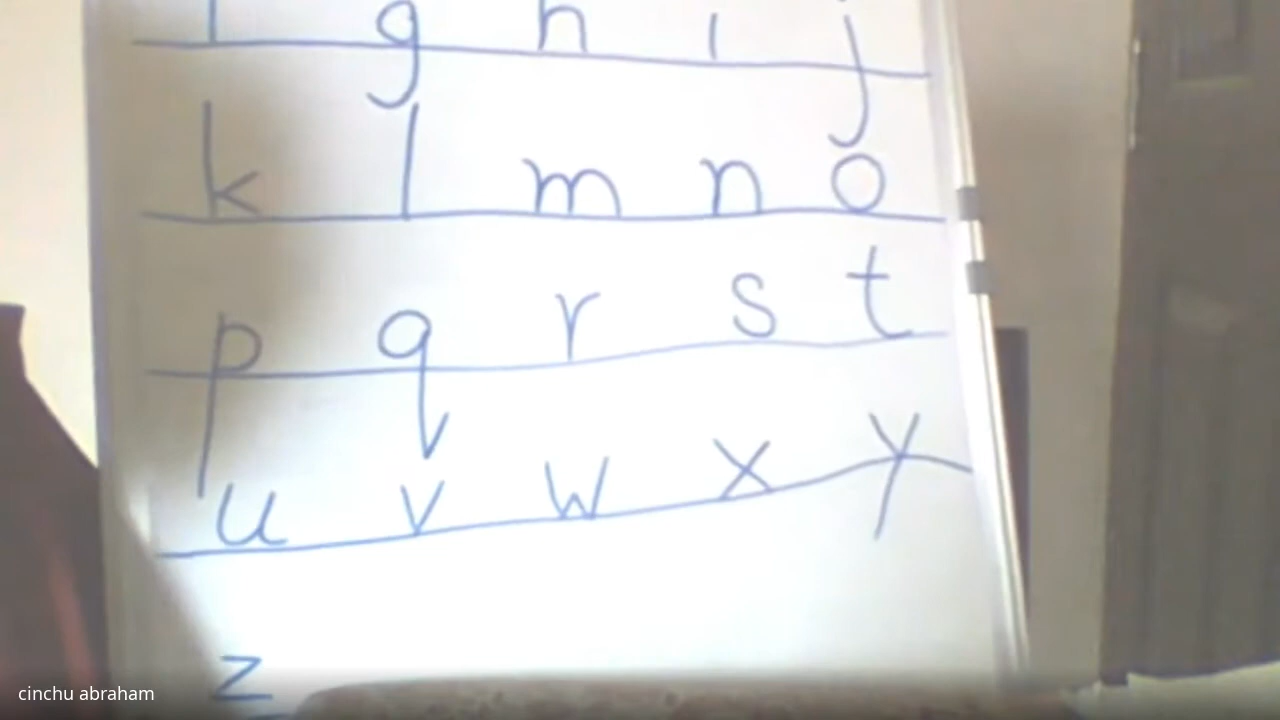 g h i j
k l m n o
p q r s t
u v w x y
z
cinchu abraham